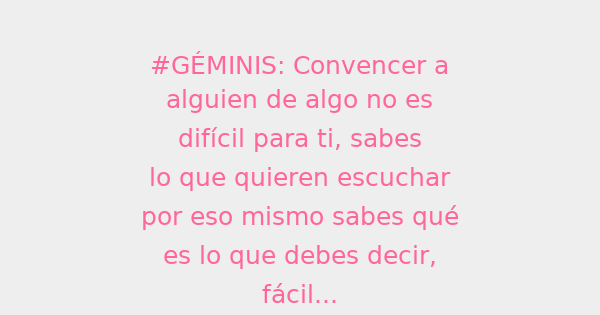 #GÉMINIS: Convencer a
alguien de algo no es
difícil para ti, sabes
lo que quieren escuchar
por eso mismo sabes qué
es lo que debes decir,
fácil...